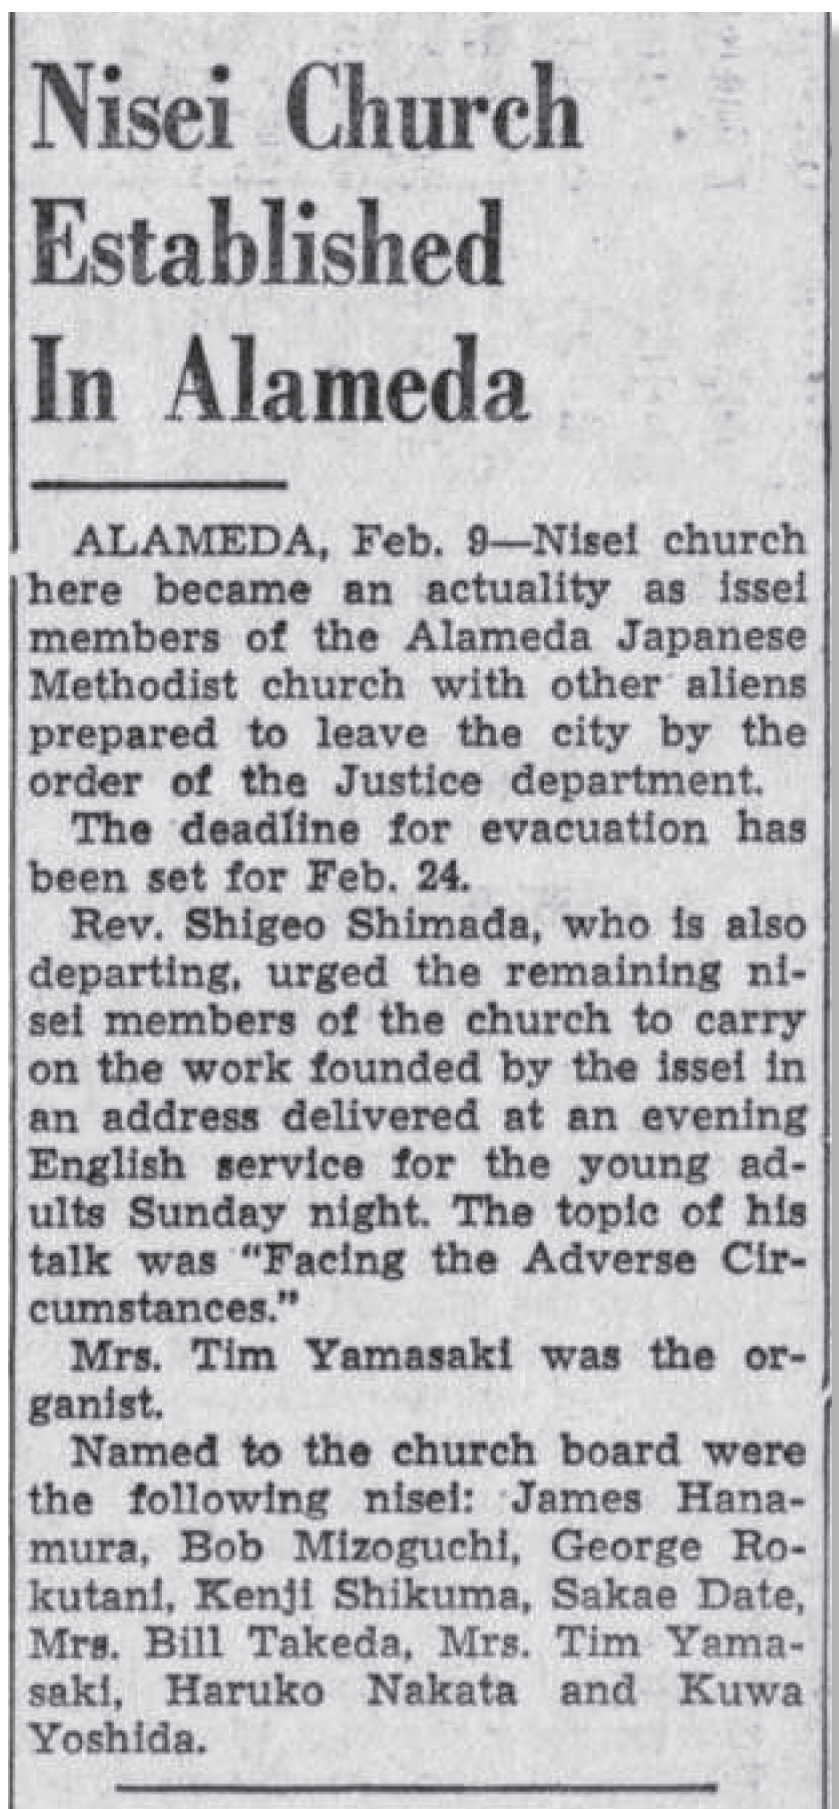 Nisei Church
Established
In Alameda
ALAMEDA, Feb. 9—Nisei church
here became an actuality as issei
members of the Alameda Japanese
Methodist church with other aliens
prepared to leave the city by the
order of the Justice department.
The deadline for evacuation has
been set for Feb. 24.
Rev. Shigeo Shimada, who is also
departing, urged the remaining ni-
sei members of the church to carry
on the work founded by the issei in
an address delivered at an evening
English service for the young ad-
ults Sunday night. The topic of his
talk was "Facing the Adverse Cir-
cumstances."
Mrs. Tim Yamasaki was the or-
ganist.
Named to the church board were
the following nisei: James Hana-
mura, Bob Mizoguchi, George Ro-
kutani, Kenji Shikuma, Sakae Date,
Mrs. Bill Takeda, Mrs. Tim Yama-
saki, Haruko Nakata and Kuwa
Yoshida.